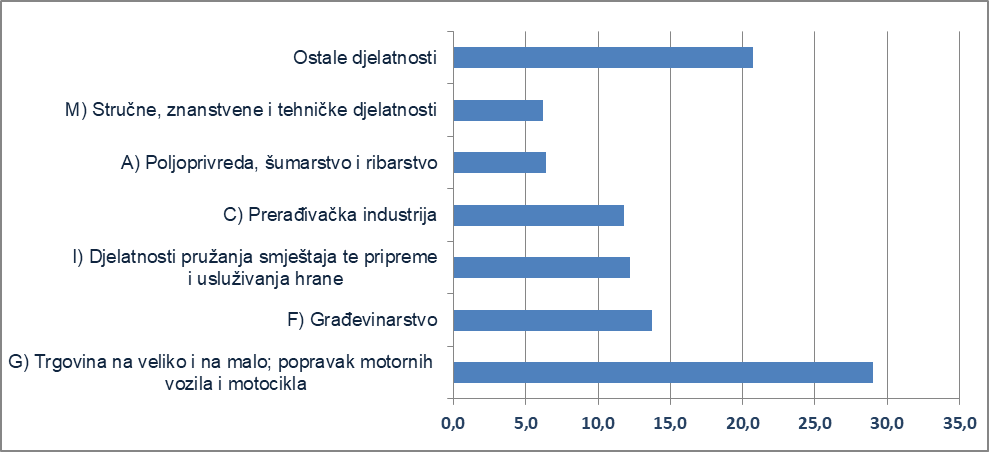 Ostale djelatnosti
M) Stručne, znanstvene i tehničke djelatnosti
A) Poljoprivreda, šumarstvo i ribarstvo
C) Prerađivačka industrija
I) Djelatnosti pružanja smještaja te pripreme
i usluživanja hrane
F) Građevinarstvo
G) Trgovina na veliko i na malo; popravak motornih
vozila i motocikla
0,0 5,0 10,0 15,0 20,0 25,0 30,0 35,0